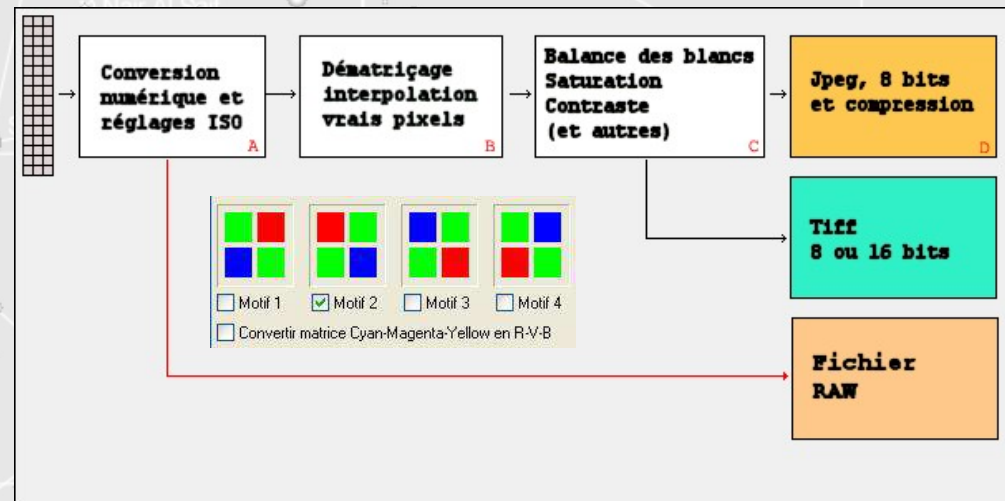 Conversion
numérique et
réglages ISO
A
Dématriçage
interpolation
vrais pixels
B
Balance des blancs
Saturation
Contraste
(et autres)
C
Jpeg, 8 bits
et compression
D
Tiff
8 ou 16 bits
Motif 1
Motif 2
Motif 3
Motif 4
Convertir matrice Cyan-Magenta-Yellow en R-V-B
Fichier
RAW